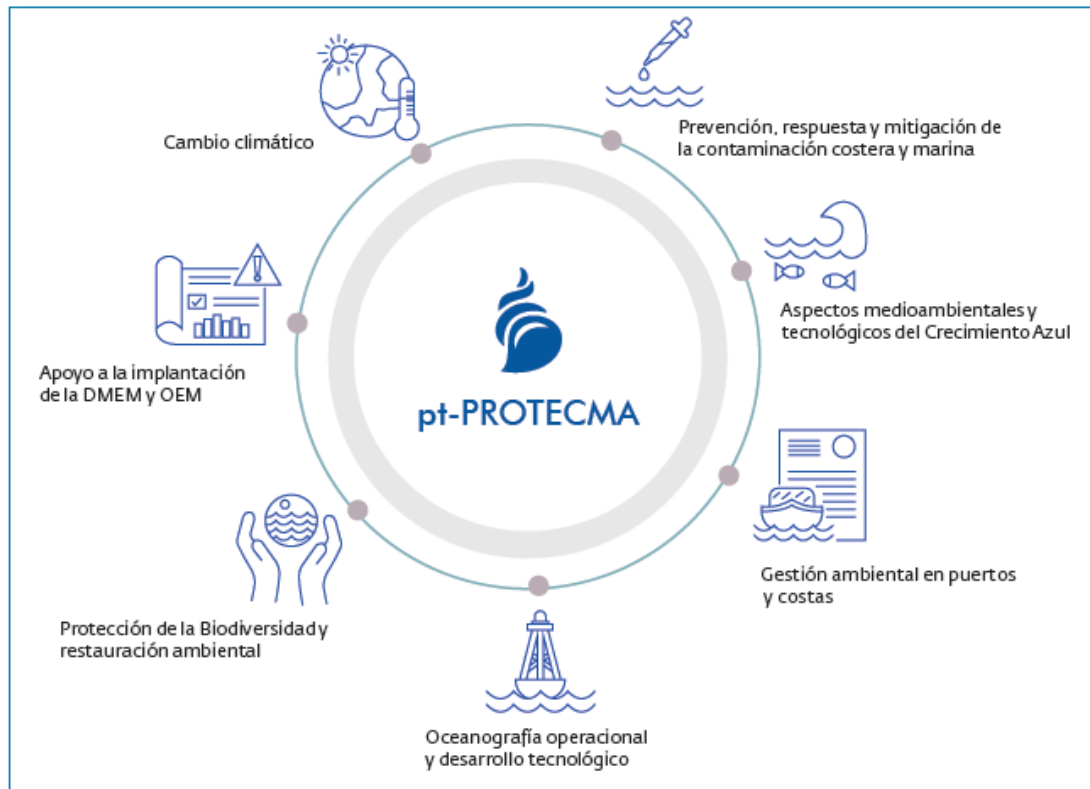 Cambio climático
Prevención, respuesta y mitigación de
la contaminación costera y marina
Aspectos medioambientales y
tecnológicos del Crecimiento Azul
Apoyo a la implantación
de la DMEM y OEM
pt-PROTECMA
Gestión ambiental en puertos
y costas
Protección de la Biodiversidad y
restauración ambiental
Oceanografía operacional
y desarrollo tecnológico